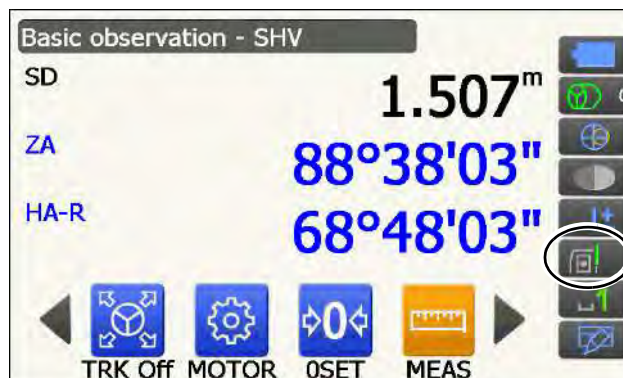 Basic observation - SHV
SD 1.507m
ZA 88°38'03"
HA-R 68°48'03"
0
TRK Off MOTOR 0SET MEAS